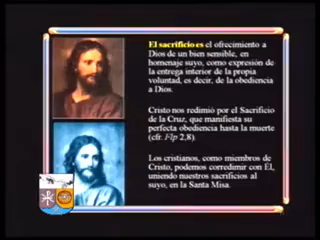 El sacrificio es el ofrecimiento a
Dios de un bien sensible, en
homenaje suyo, como expresión de
la entrega interior de la propia
voluntad, es decir, de la obediencia
a Dios.
Cristo nos redimió por el Sacrificio
de la Cruz, que manifiesta su
perfecta obediencia hasta la muerte
(cfr. Flp 2,8).
Los cristianos, como miembros de
Cristo, podemos corredimir con Él,
uniendo nuestros sacrificios al
suyo, en la Santa Misa.